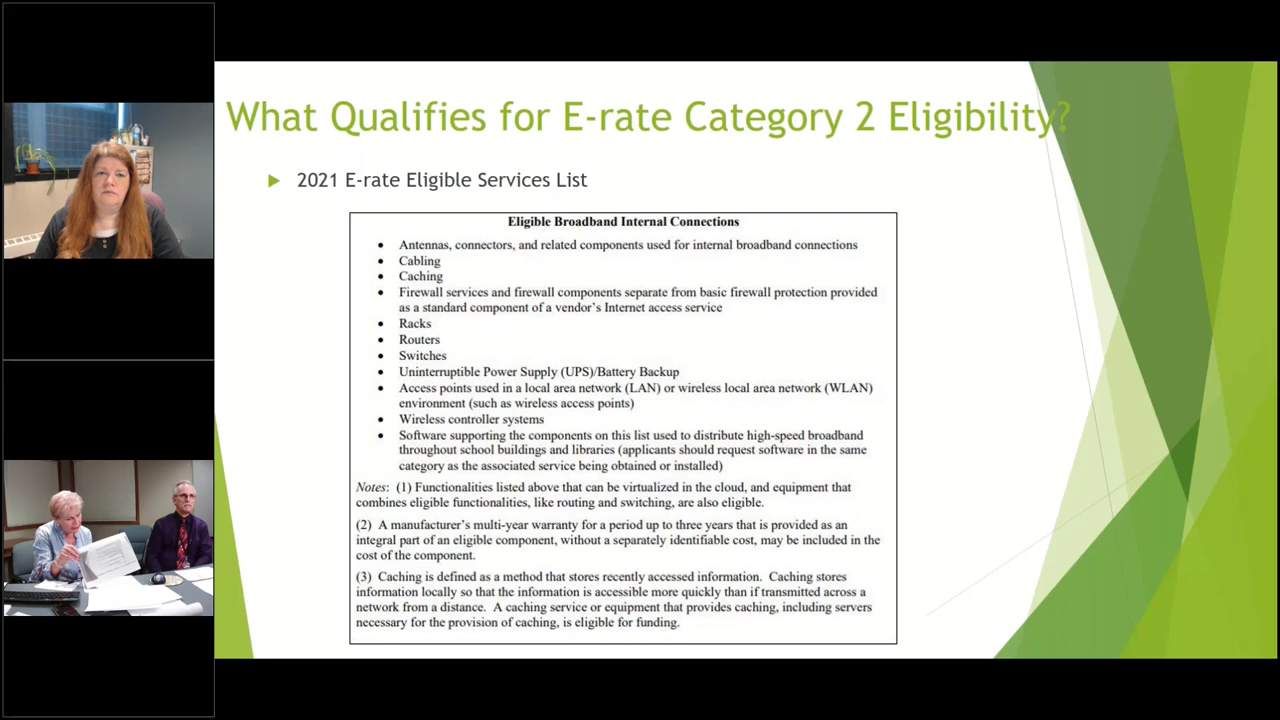 What Qualifies for E-rate Category 2 Eligibility?
2021 E-rate Eligible Services List
Eligible Broadband Internal Connections
• Antennas, connectors, and related components used for internal broadband connections
• Cabling
• Caching
• Firewall services and firewall components separate from basic firewall protection provided
as a standard component of a vendor's Internet access service
• Racks
• Routers
• Switches
• Uninterruptible Power Supply (UPS)/Battery Backup
• Access points used in a local area network (LAN) or wireless local area network (WLAN)
environment (such as wireless access points)
• Wireless controller systems
• Software supporting the components on this list used to distribute high-speed broadband
throughout school buildings and libraries (applicants should request software in the same
category as the associated service being obtained or installed)
Notes: (1) Functionalities listed above that can be virtualized in the cloud, and equipment that
combines eligible functionalities, like routing and switching, are also eligible.
(2) A manufacturer's multi-year warranty for a period up to three years that is provided as an
integral part of an eligible component, without a separately identifiable cost, may be included in the
cost of the component.
(3) Caching is defined as a method that stores recently accessed information. Caching stores
information locally so that the information is accessible more quickly than if transmitted across a
network from a distance. A caching service or equipment that provides caching, including servers
necessary for the provision of caching, is eligible for funding.